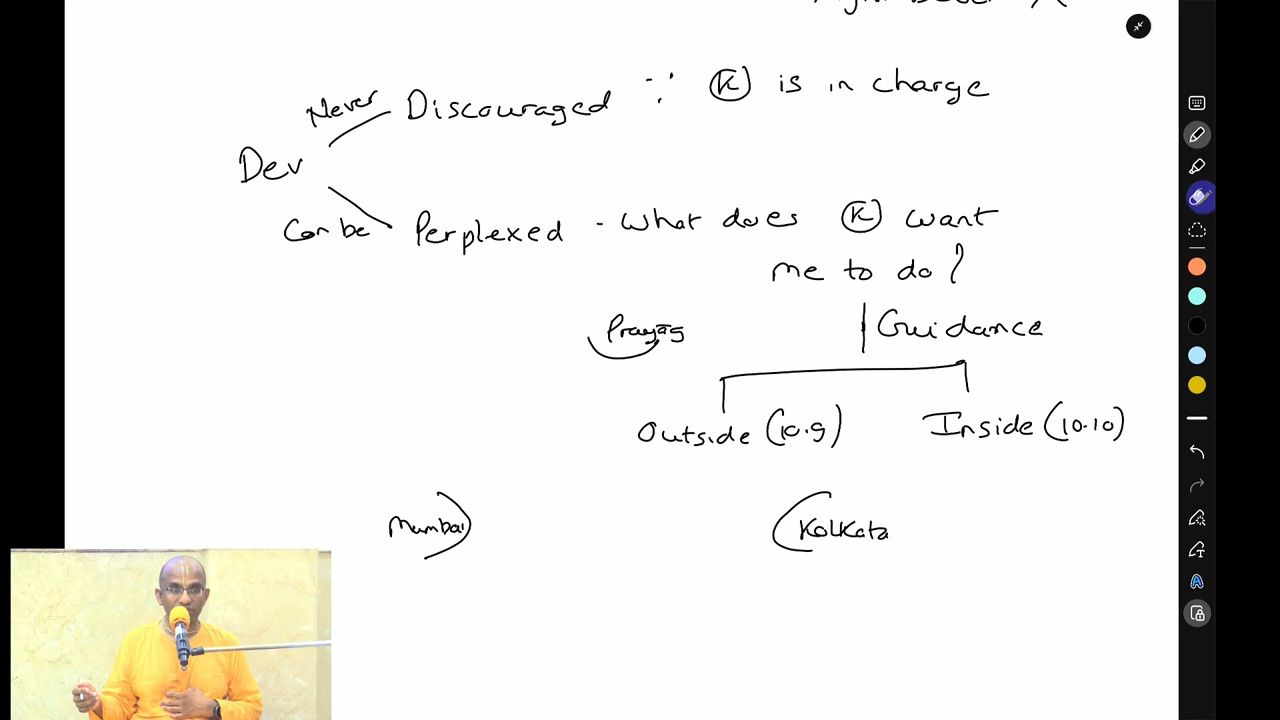 Never Discouraged ∵ Ⓚ is in charge
Dev
Can be Perplexed - What does Ⓚ want
me to do?
Prayāg
Guidance
Outside (10.9)
Inside (10.10)
Mumbai
Kolkata